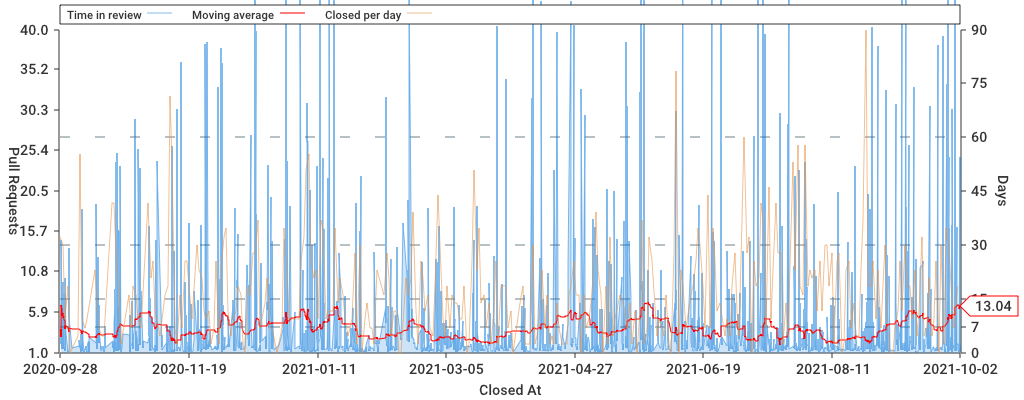 Time in review Moving average Closed per day
40.0 90
35.2 75
30.3
25.4 60
20.5 45
15.7 30
10.8
5.9 13.04
7
1.0 0
Pull Requests
Days
2020-09-28 2020-11-19 2021-01-11 2021-03-05 2021-04-27 2021-06-19 2021-08-11 2021-10-02
Closed At